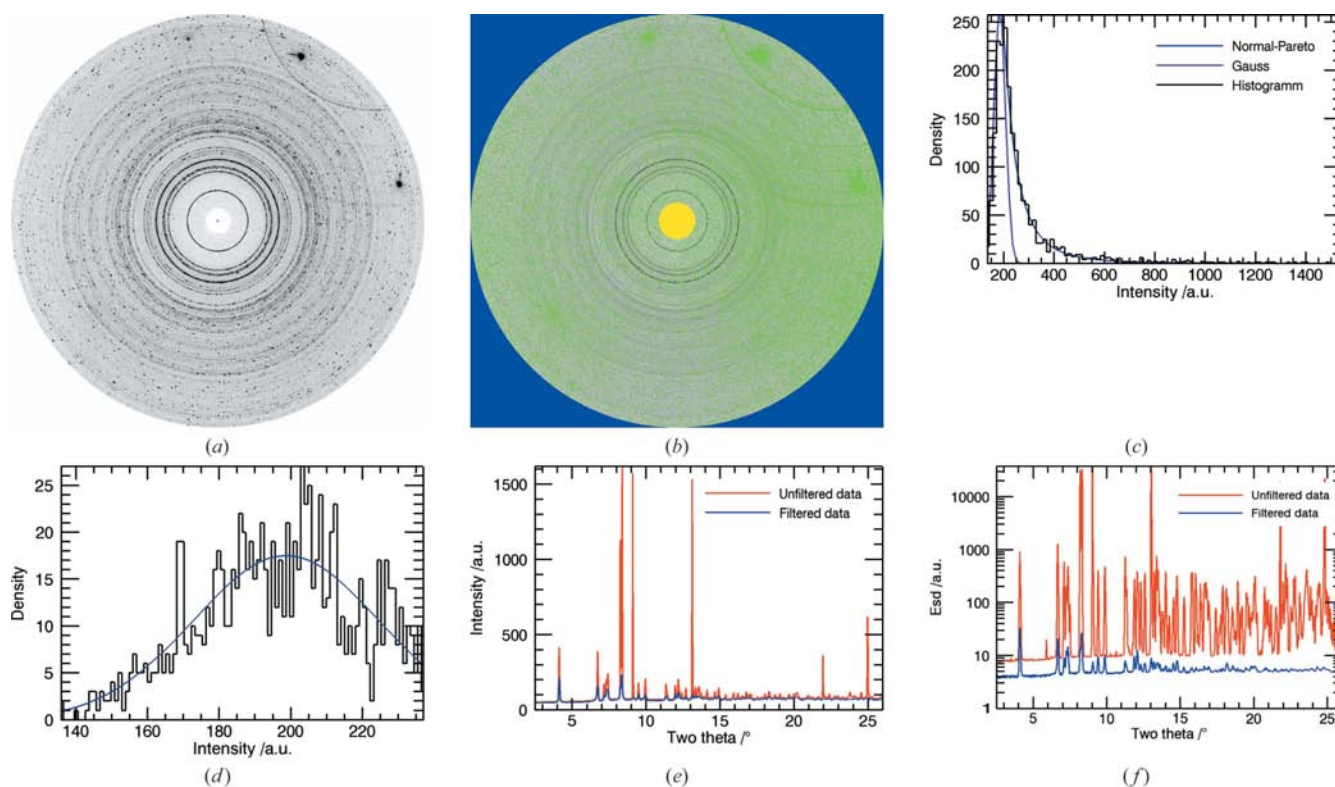 (a)
(b)
250
200
150
100
50
0
Density
Normal-Pareto
Gauss
Histogramm
200 400 600 800 1000 1200 1400
Intensity /a.u.
(c)
25
20
15
10
5
0
Density
140 160 180 200 220
Intensity /a.u.
(d)
1500
1000
500
0
Intensity /a.u.
Unfiltered data
Filtered data
5 10 15 20 25
Two theta /°
(e)
10000
1000
100
10
1
Esd /a.u.
Unfiltered data
Filtered data
5 10 15 20 25
Two theta /°
(f)